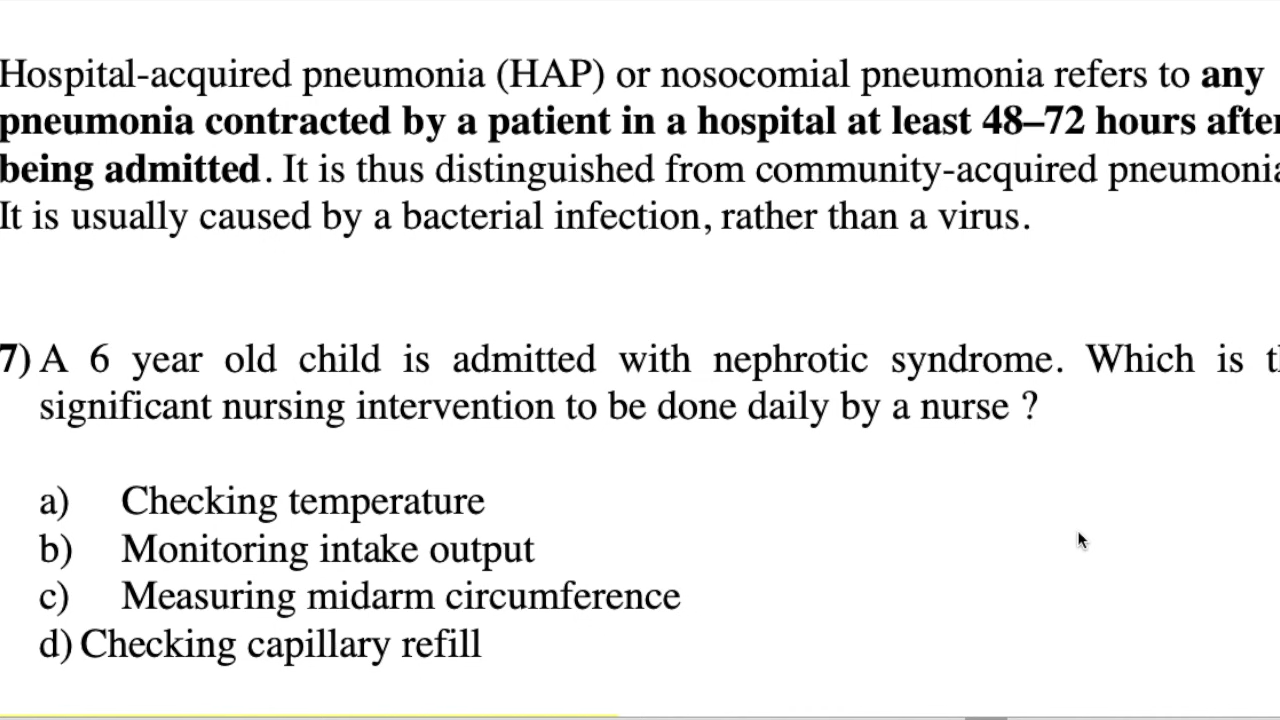 Hospital-acquired pneumonia (HAP) or nosocomial pneumonia refers to any
pneumonia contracted by a patient in a hospital at least 48–72 hours after
being admitted. It is thus distinguished from community-acquired pneumonia
It is usually caused by a bacterial infection, rather than a virus.
7) A 6 year old child is admitted with nephrotic syndrome. Which is
significant nursing intervention to be done daily by a nurse ?
a) Checking temperature
b) Monitoring intake output
c) Measuring midarm circumference
d) Checking capillary refill